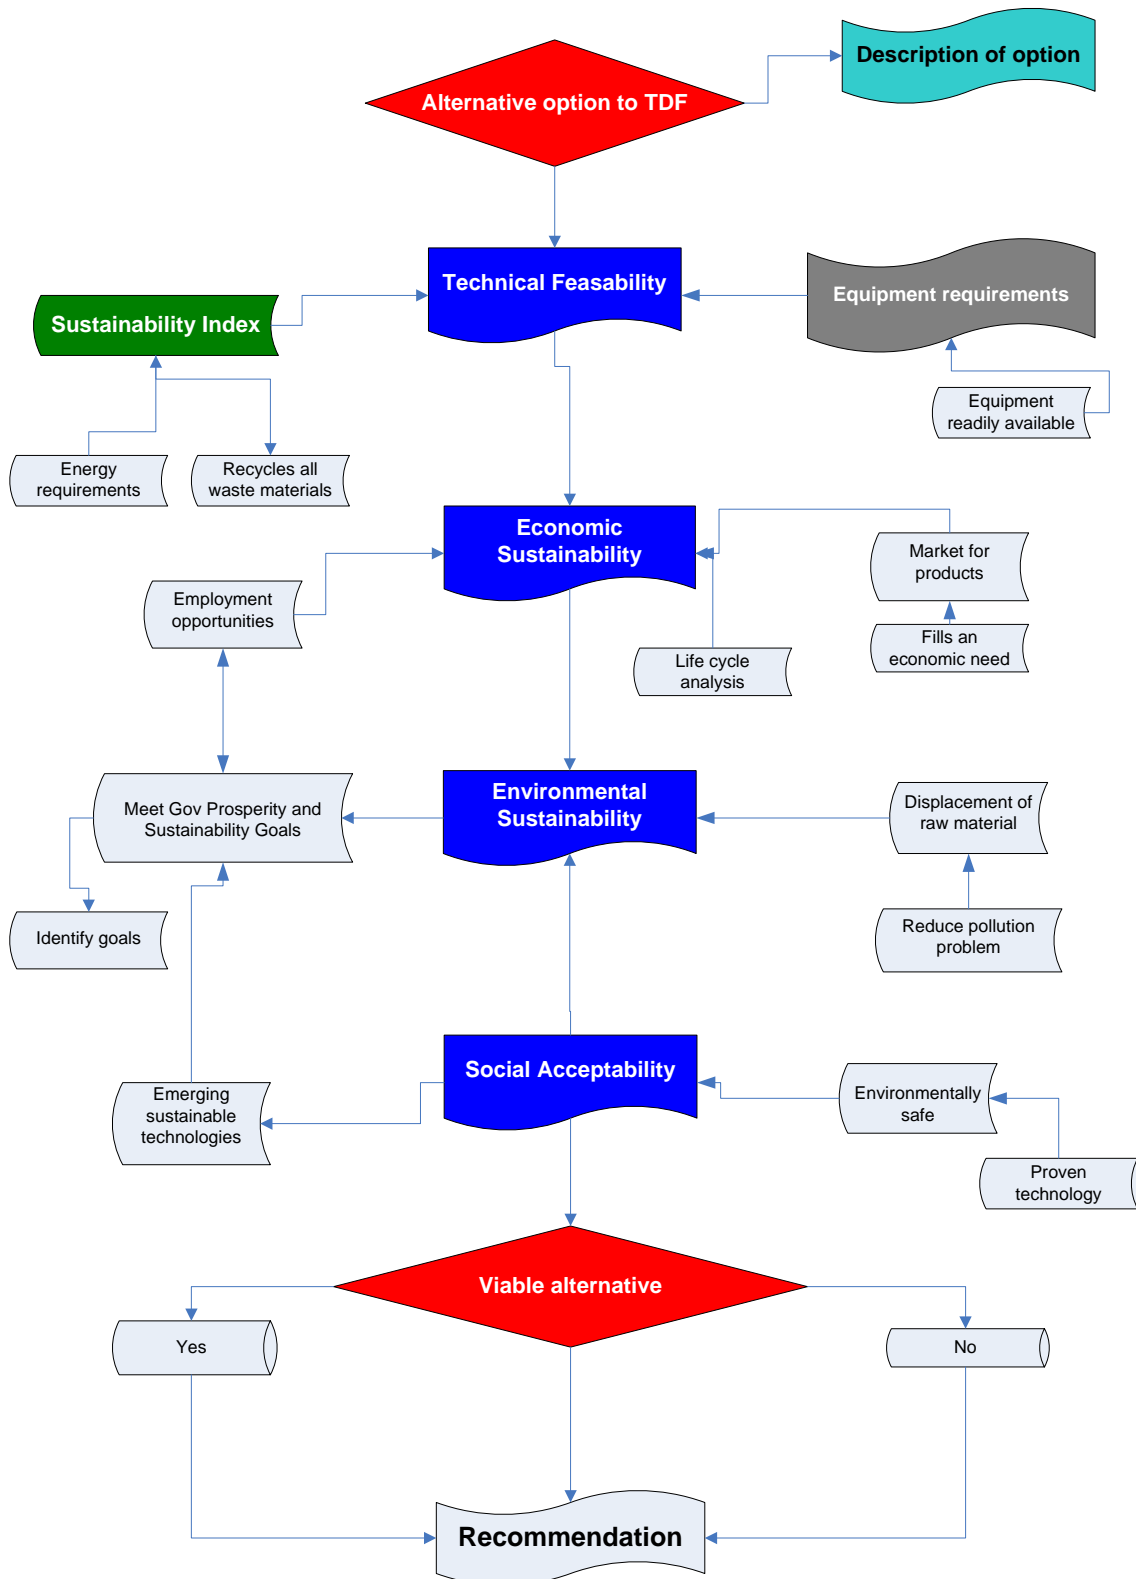 Description of option
Alternative option to TDF
Technical Feasability
Equipment requirements
Sustainability Index
Equipment
readily available
Energy
requirements
Recycles all
waste materials
Economic
Sustainability
Market for
products
Employment
opportunities
Fills an
economic need
Life cycle
analysis
Environmental
Sustainability
Meet Gov Prosperity and
Sustainability Goals
Displacement of
raw material
Identify goals
Reduce pollution
problem
Social Acceptability
Emerging
sustainable
technologies
Environmentally
safe
Proven
technology
Viable alternative
Yes
No
Recommendation